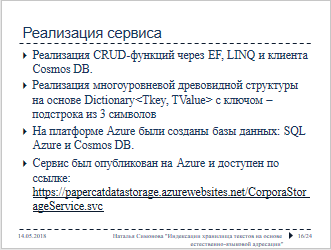 Реализация сервиса
Реализация CRUD-функций через EF, LINQ и клиента
Cosmos DB.
Реализация многоуровневой древовидной структуры
на основе Dictionary<Tkey, TValue> с ключом –
подстрока из 3 символов
На платформе Azure были созданы базы данных: SQL
Azure и Cosmos DB.
Сервис был опубликован на Azure и доступен по
ссылке:
https://papercatdatastorage.azurewebsites.net/CorporaStor
ageService.svc
14.05.2018
Наталья Симонова "Индексация хранилища текстов на основе
естественно-языковой адресации"
16/24